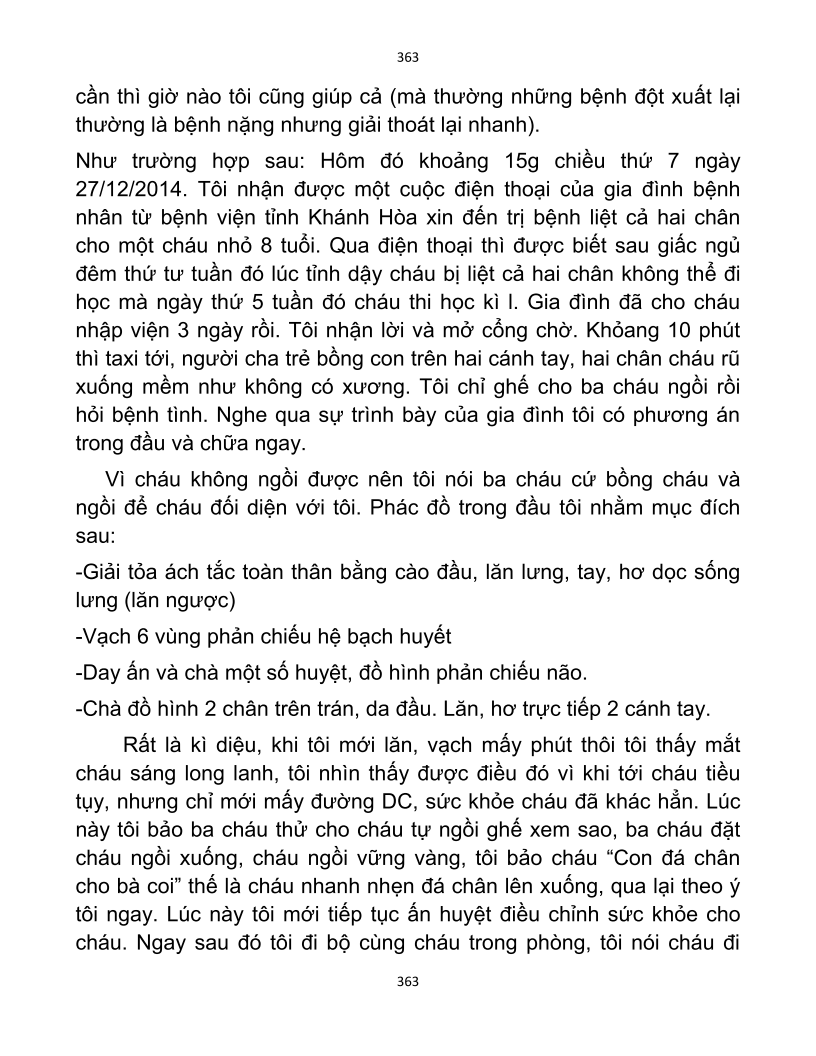 363
cần thì giờ nào tôi cũng giúp cả (mà thường những bệnh đột xuất lại
thường là bệnh nặng nhưng giải thoát lại nhanh).
Như trường hợp sau: Hôm đó khoảng 15g chiều thứ 7 ngày
27/12/2014. Tôi nhận được một cuộc điện thoại của gia đình bệnh
nhân từ bệnh viện tỉnh Khánh Hòa xin đến trị bệnh liệt cả hai chân
cho một cháu nhỏ 8 tuổi. Qua điện thoại thì được biết sau giấc ngủ
đêm thứ tư tuần đó lúc tỉnh dậy cháu bị liệt cả hai chân không thể đi
học mà ngày thứ 5 tuần đó cháu thi học kì l. Gia đình đã cho cháu
nhập viện 3 ngày rồi. Tôi nhận lời và mở cổng chờ. Khỏang 10 phút
thì taxi tới, người cha trẻ bồng con trên hai cánh tay, hai chân cháu rũ
xuống mềm như không có xương. Tôi chỉ ghế cho ba cháu ngồi rồi
hỏi bệnh tình. Nghe qua sự trình bày của gia đình tôi có phương án
trong đầu và chữa ngay.
Vì cháu không ngồi được nên tôi nói ba cháu cứ bồng cháu và
ngồi để cháu đối diện với tôi. Phác đồ trong đầu tôi nhằm mục đích
sau:
-Giải tỏa ách tắc toàn thân bằng cào đầu, lăn lưng, tay, hơ dọc sống
lưng (lăn ngược)
-Vạch 6 vùng phản chiếu hệ bạch huyết
-Day ấn và chà một số huyệt, đồ hình phản chiếu não.
-Chà đồ hình 2 chân trên trán, da đầu. Lăn, hơ trực tiếp 2 cánh tay.
Rất là kì diệu, khi tôi mới lăn, vạch mấy phút thôi tôi thấy mắt
cháu sáng long lanh, tôi nhìn thấy được điều đó vì khi tới cháu tiều
tụy, nhưng chỉ mới mấy đường DC, sức khỏe cháu đã khác hẳn. Lúc
này tôi bảo ba cháu thử cho cháu tự ngồi ghế xem sao, ba cháu đặt
cháu ngồi xuống, cháu ngồi vững vàng, tôi bảo cháu “Con đá chân
cho bà coi” thế là cháu nhanh nhẹn đá chân lên xuống, qua lại theo ý
tôi ngay. Lúc này tôi mới tiếp tục ấn huyệt điều chỉnh sức khỏe cho
cháu. Ngay sau đó tôi đi bộ cùng cháu trong phòng, tôi nói cháu đi
363